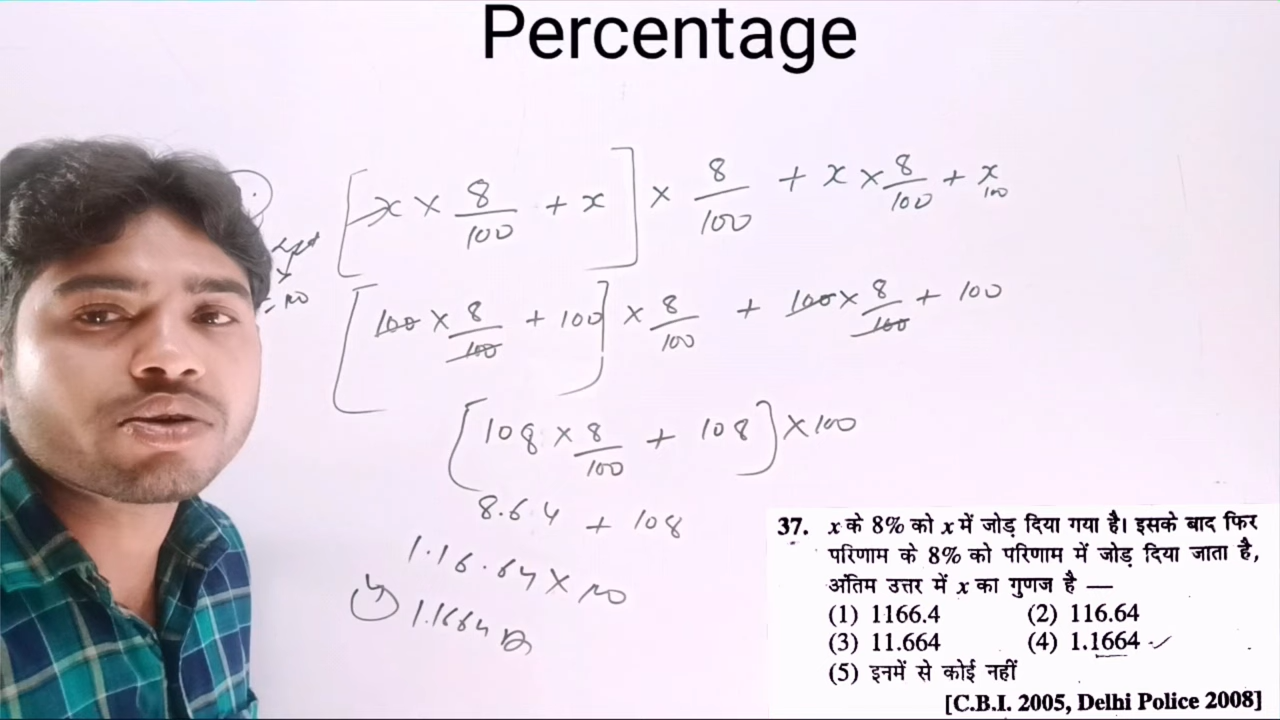 Percentage
[x × 8/100 + x] × 8/100 + x × 8/100 + x
100
= 100
[100 × 8/100 + 100] × 8/100 + 100 × 8/100 + 100
[108 × 8/100 + 108] × 100
8.64 + 108
1.16.64 × 100
1.1664
37. x के 8% को x में जोड़ दिया गया है। इसके बाद फिर
परिणाम के 8% को परिणाम में जोड़ दिया जाता है,
अंतिम उत्तर में x का गुणज है —
(1) 1166.4 (2) 116.64
(3) 11.664 (4) 1.1664
(5) इनमें से कोई नहीं
[C.B.I. 2005, Delhi Police 2008]